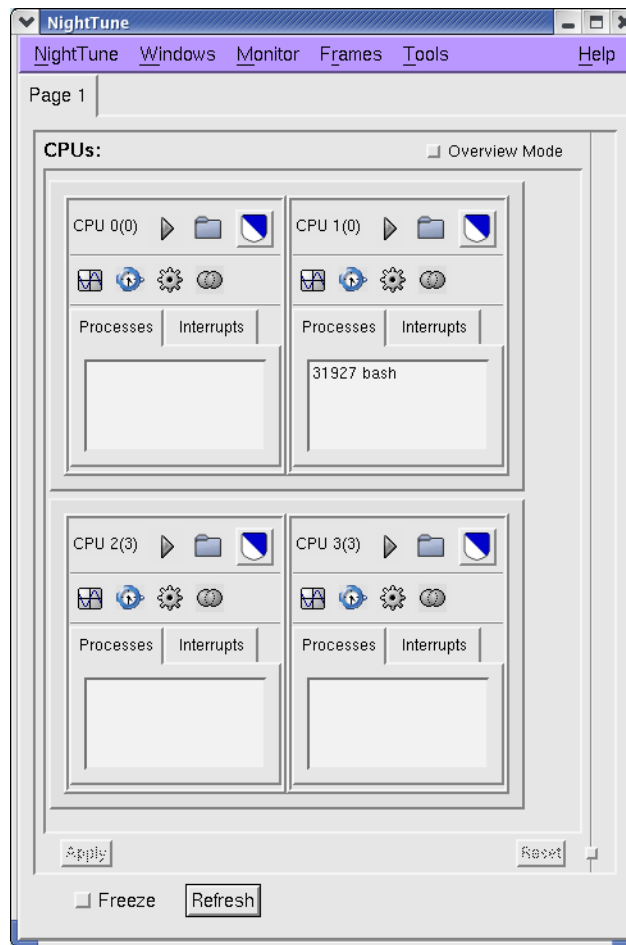 NightTune
NightTune Windows Monitor Frames Tools Help
Page 1
CPUs: Overview Mode
CPU 0(0) CPU 1(0)
Processes Interrupts Processes Interrupts
31927 bash
CPU 2(3) CPU 3(3)
Processes Interrupts Processes Interrupts
Apply Reset
Freeze Refresh